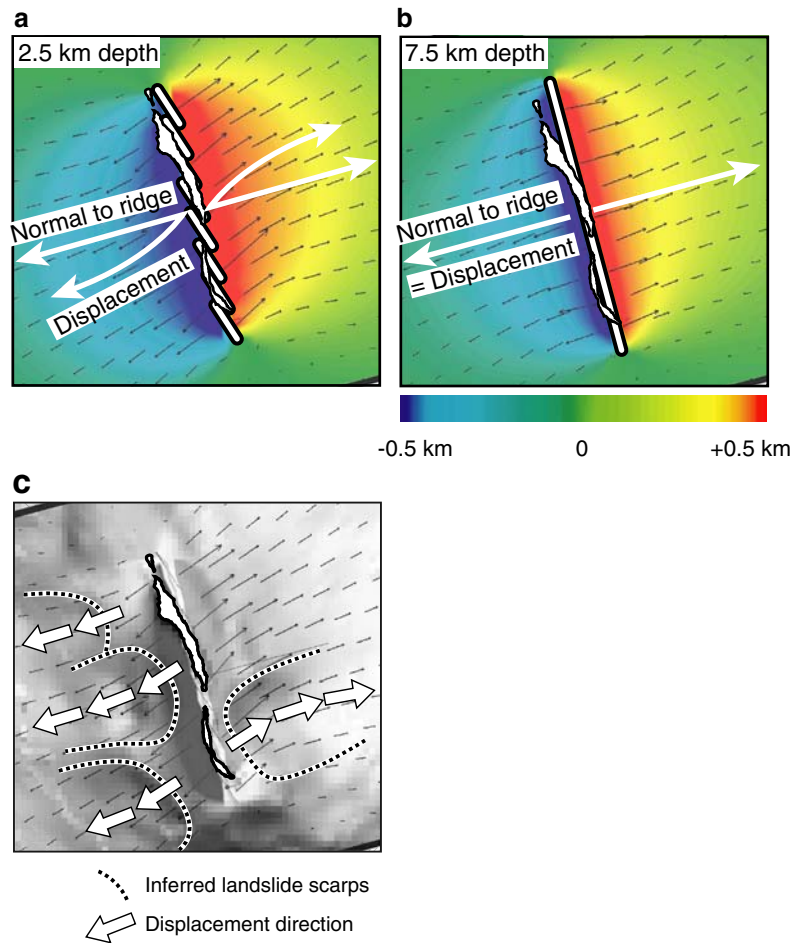 a
2.5 km depth
Normal to ridge
Displacement
b
7.5 km depth
Normal to ridge
= Displacement
-0.5 km
0
+0.5 km
c
Inferred landslide scarps
Displacement direction